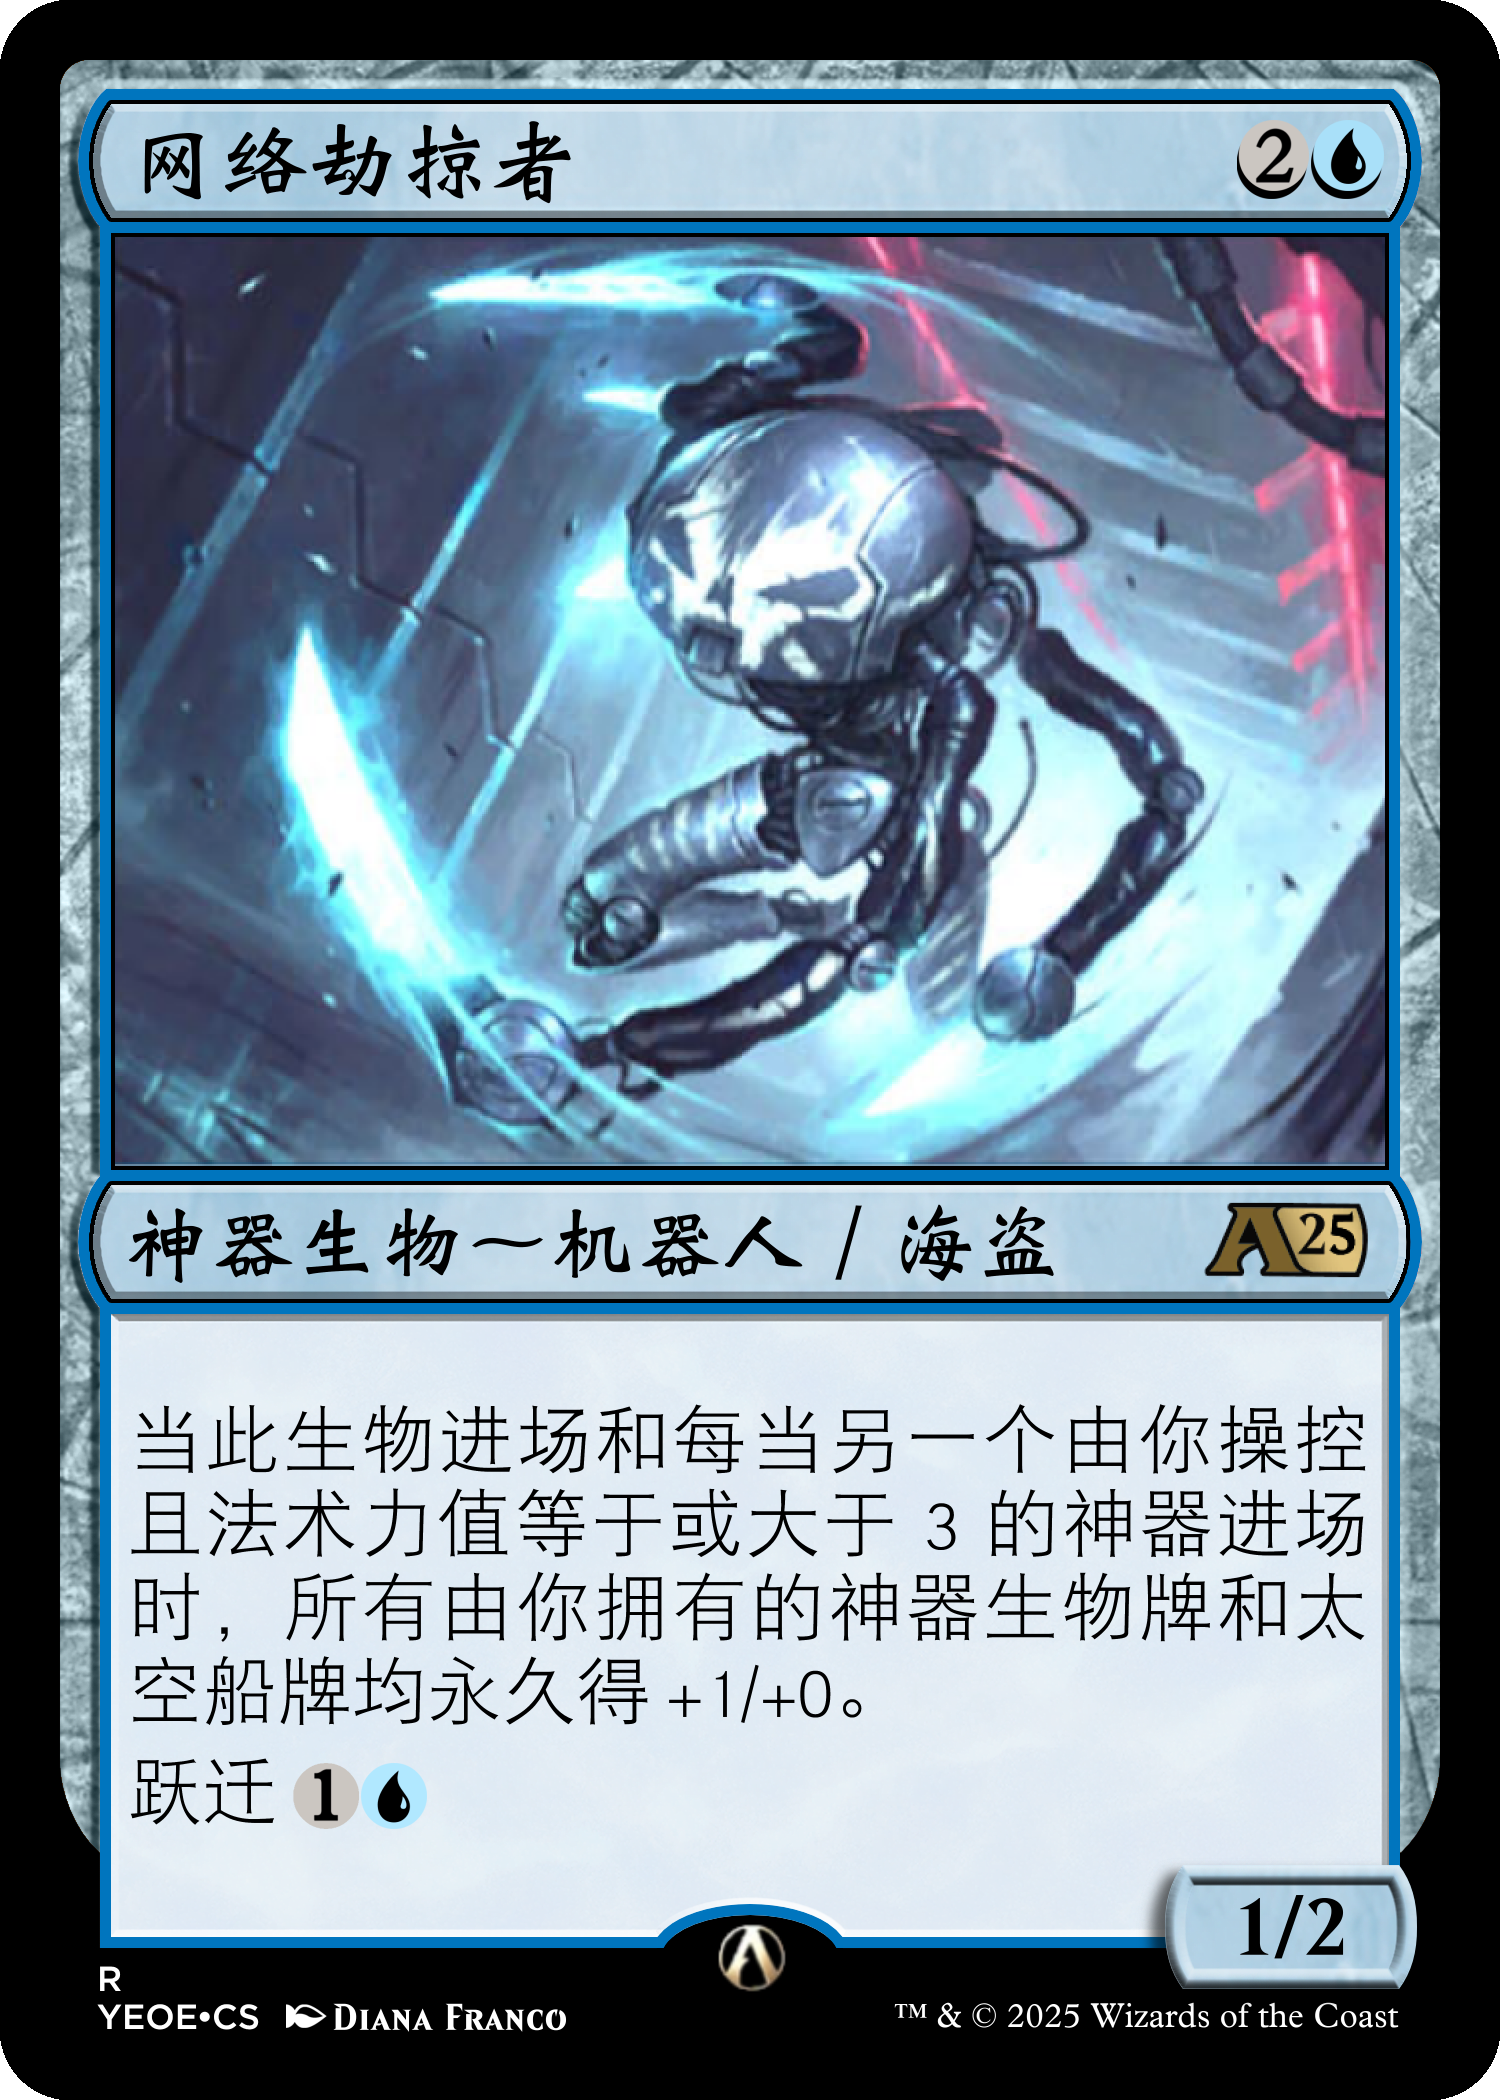 网络劫掠者 2
神器生物～机器人 / 海盗 A25
当此生物进场和每当另一个由你操控
且法术力值等于或大于 3 的神器进场
时，所有由你拥有的神器生物牌和太
空船牌均永久得 +1/+0。
跃迁 1
1/2
R
YEOE•CS DIANA FRANCO
™ & © 2025 Wizards of the Coast